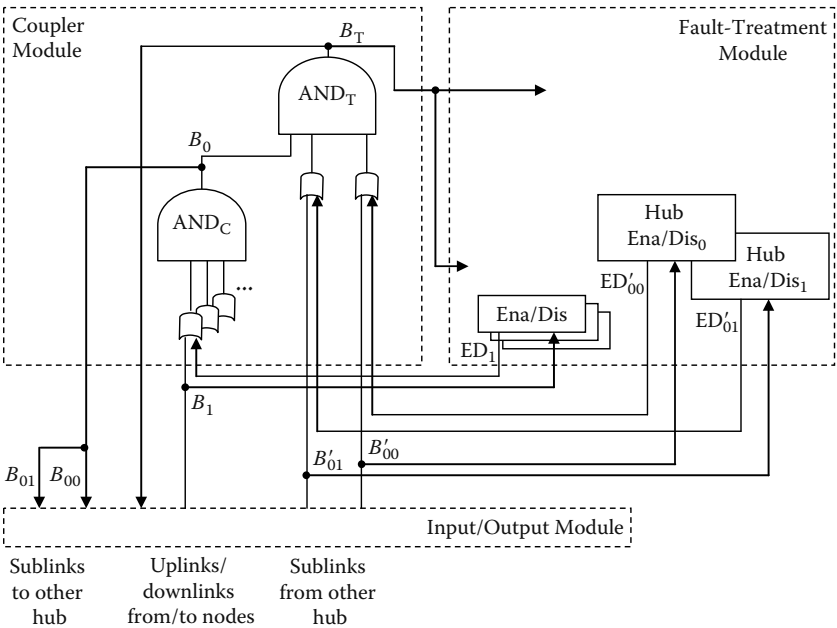 Coupler
Module
B_T
Fault-Treatment
Module
AND_T
B_0
AND_C
...
Hub
Ena/Dis_0
Hub
Ena/Dis_1
ED'_00
ED'_01
Ena/Dis
ED_1
B_1
B_01
B_00
B'_01
B'_00
Input/Output Module
Sublinks
to other
hub
Uplinks/
downlinks
from/to nodes
Sublinks
from other
hub